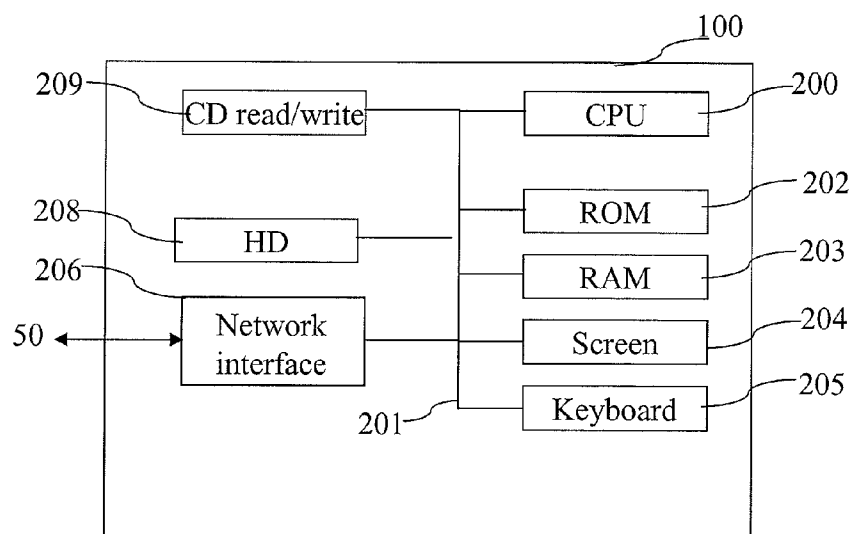 100
209
CD read/write
CPU
200
208
HD
ROM
202
206
RAM
203
50
Network
interface
Screen
204
201
Keyboard
205